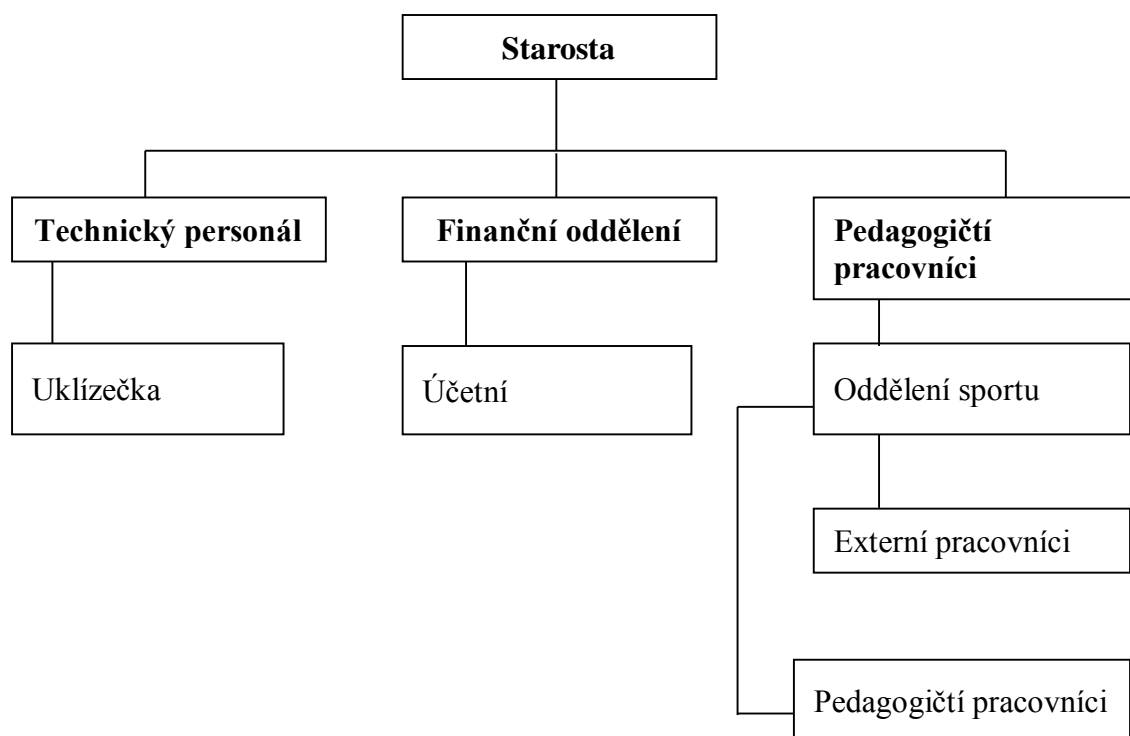 Starosta
Technický personál
Finanční oddělení
Pedagogičtí
pracovníci
Uklízečka
Účetní
Oddělení sportu
Externí pracovníci
Pedagogičtí pracovníci